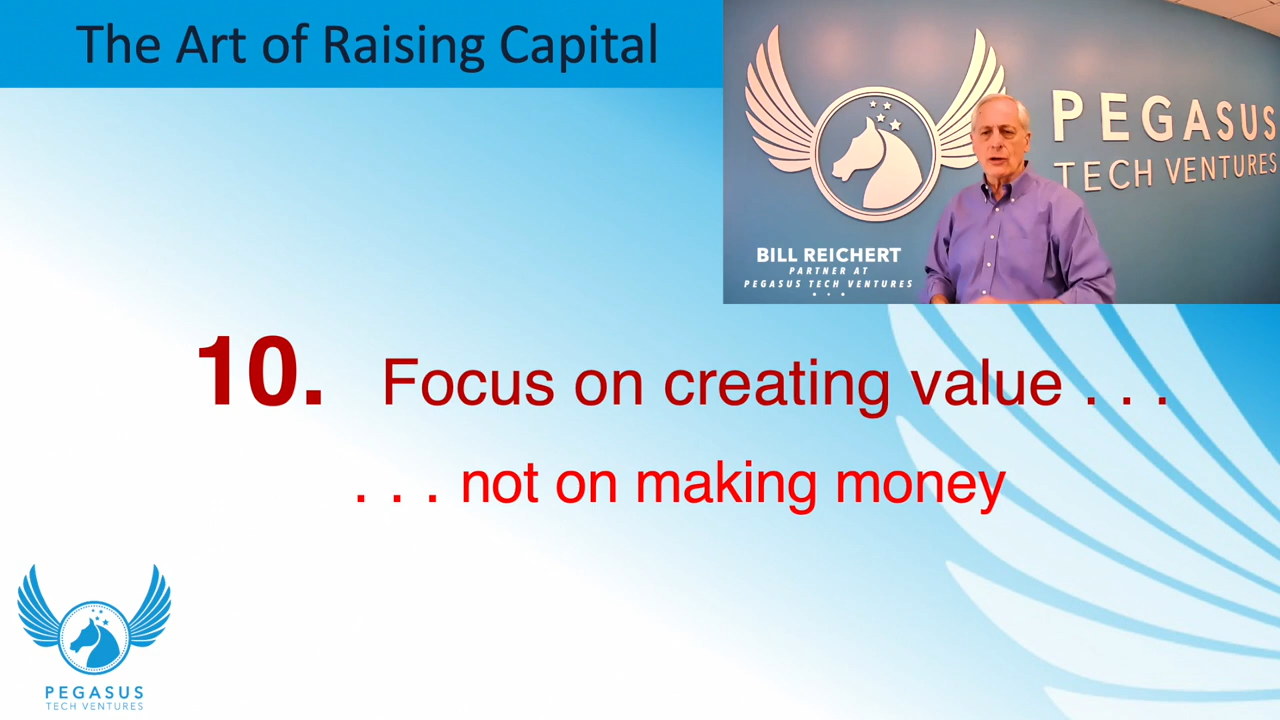 The Art of Raising Capital
PEGASUS
TECH VENTURES
BILL REICHERT
PARTNER AT
PEGASUS TECH VENTURES
10. Focus on creating value . . .
. . . not on making money
PEGASUS
TECH VENTURES